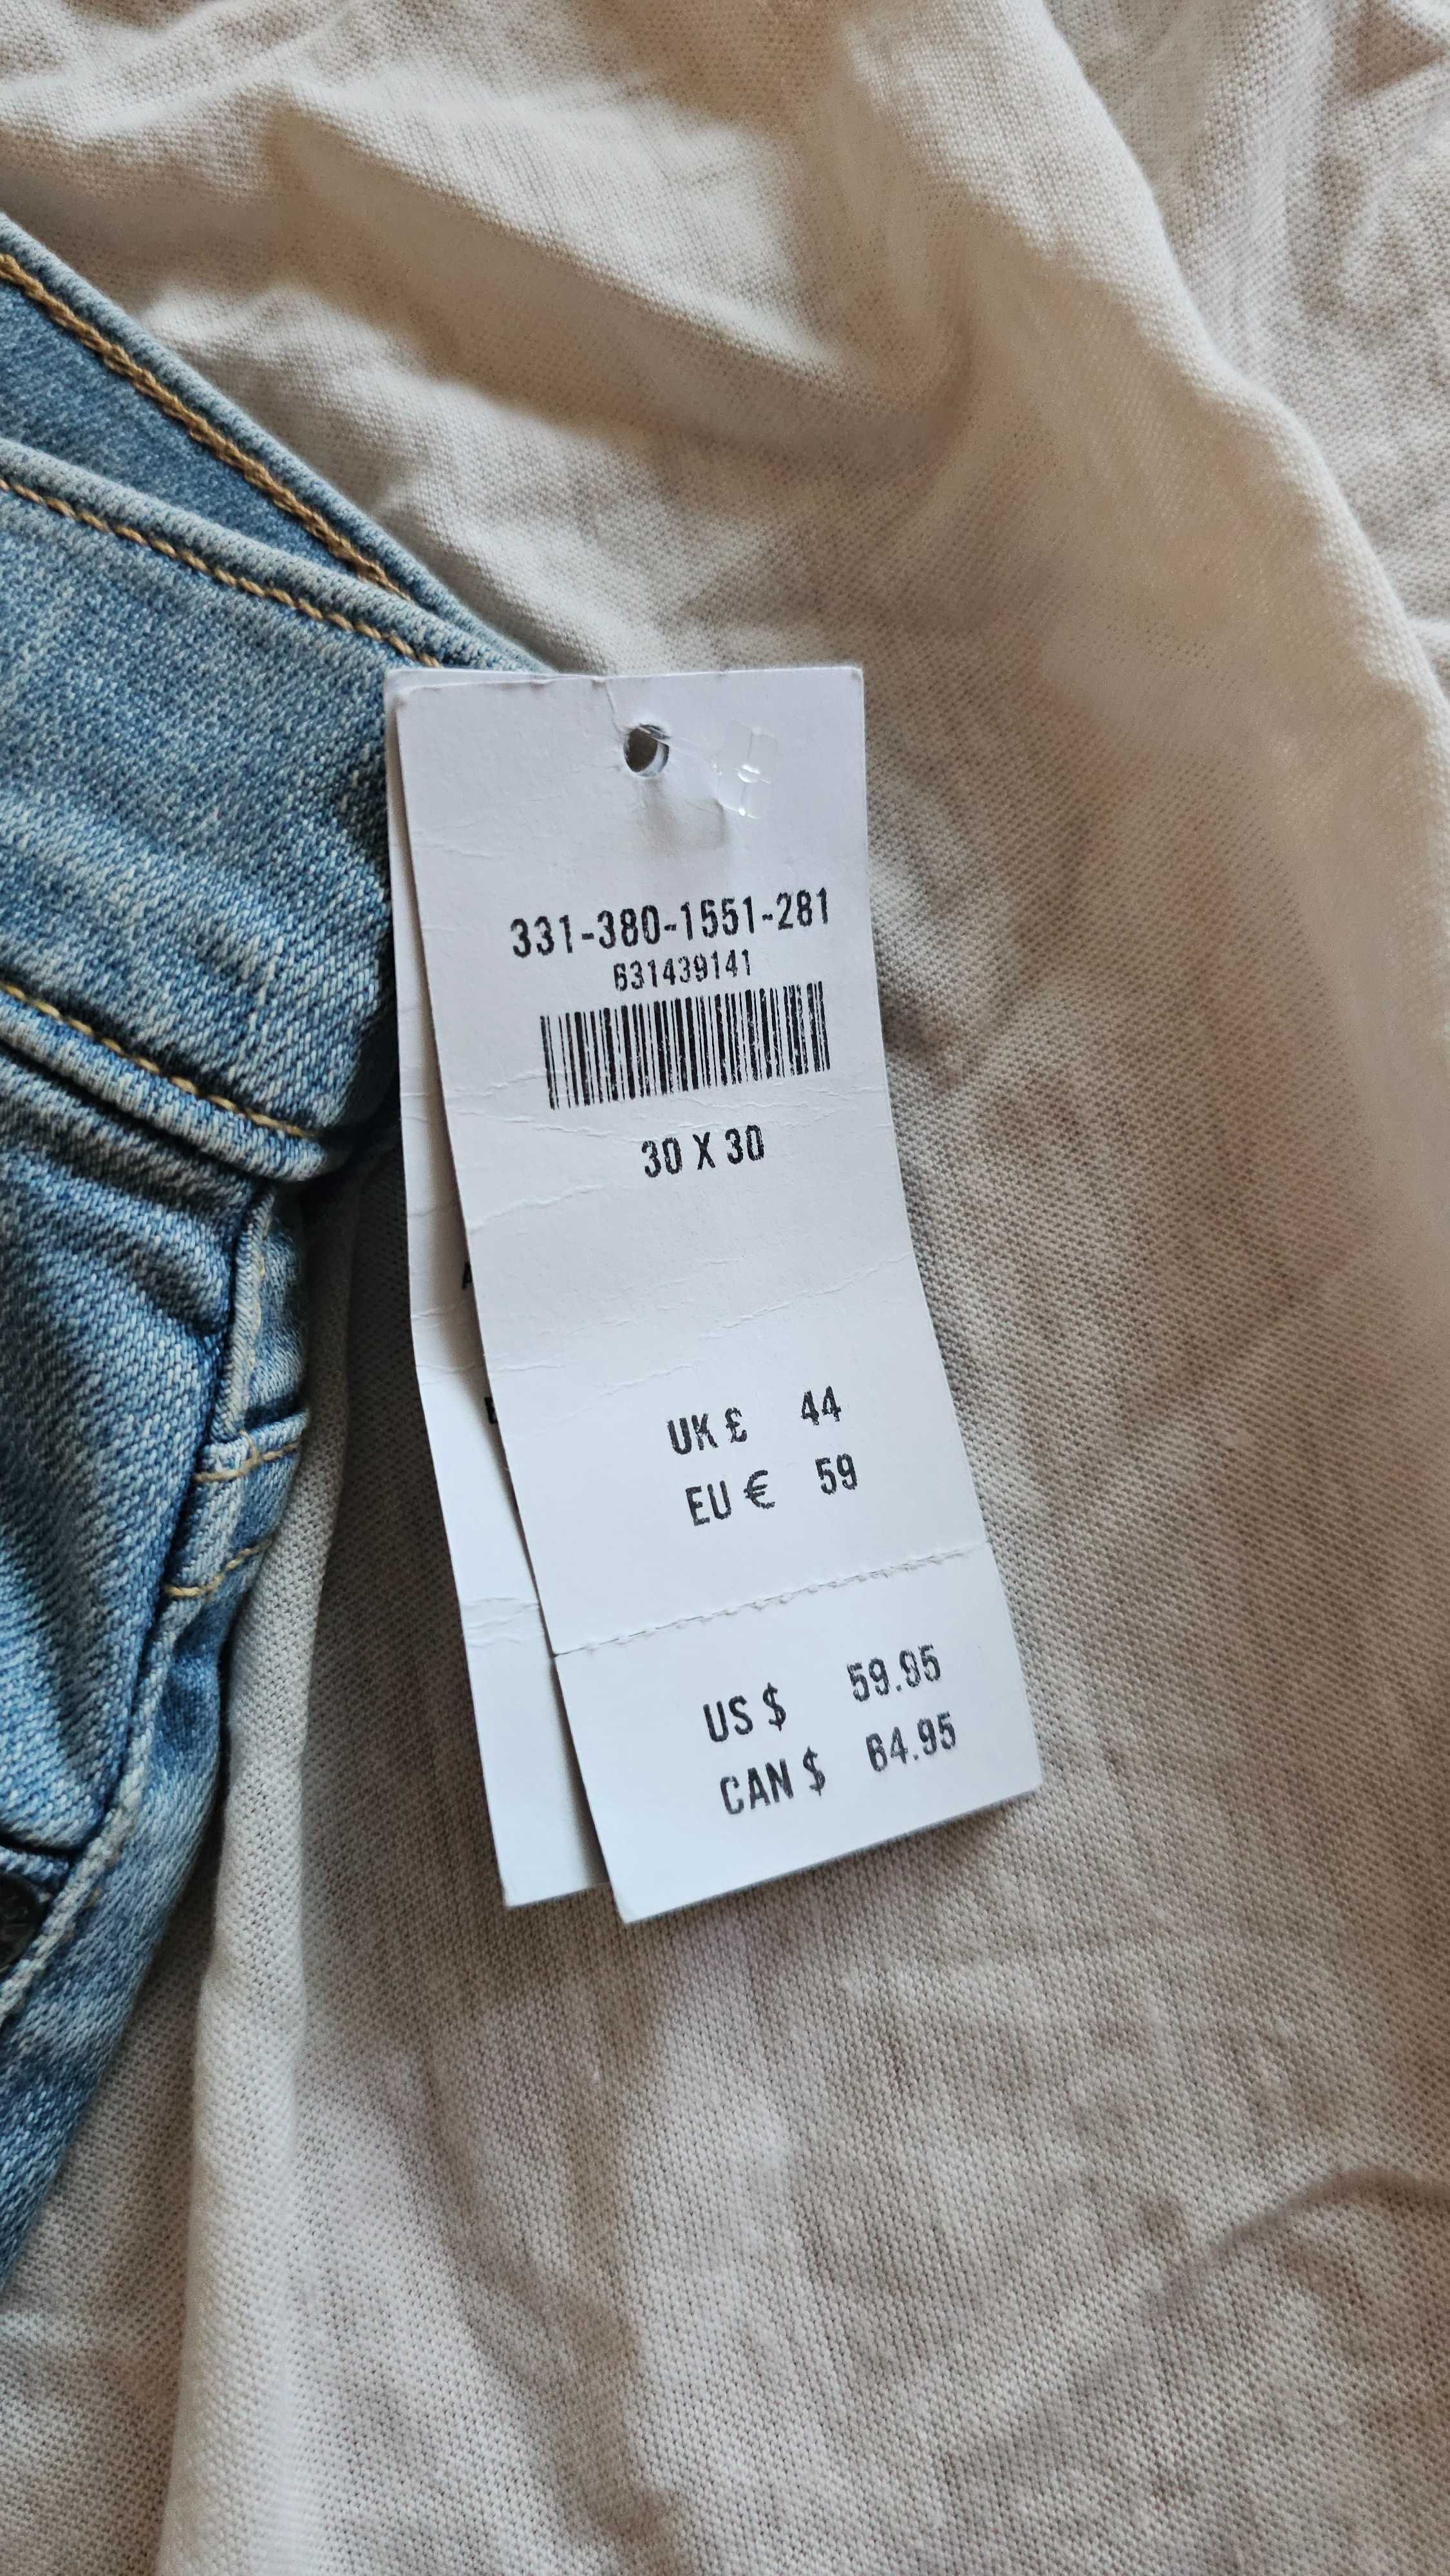 331-380-1551-281
631439141
30 X 30
UK £ 44
EU € 59
US $ 59.95
CAN $ 64.95